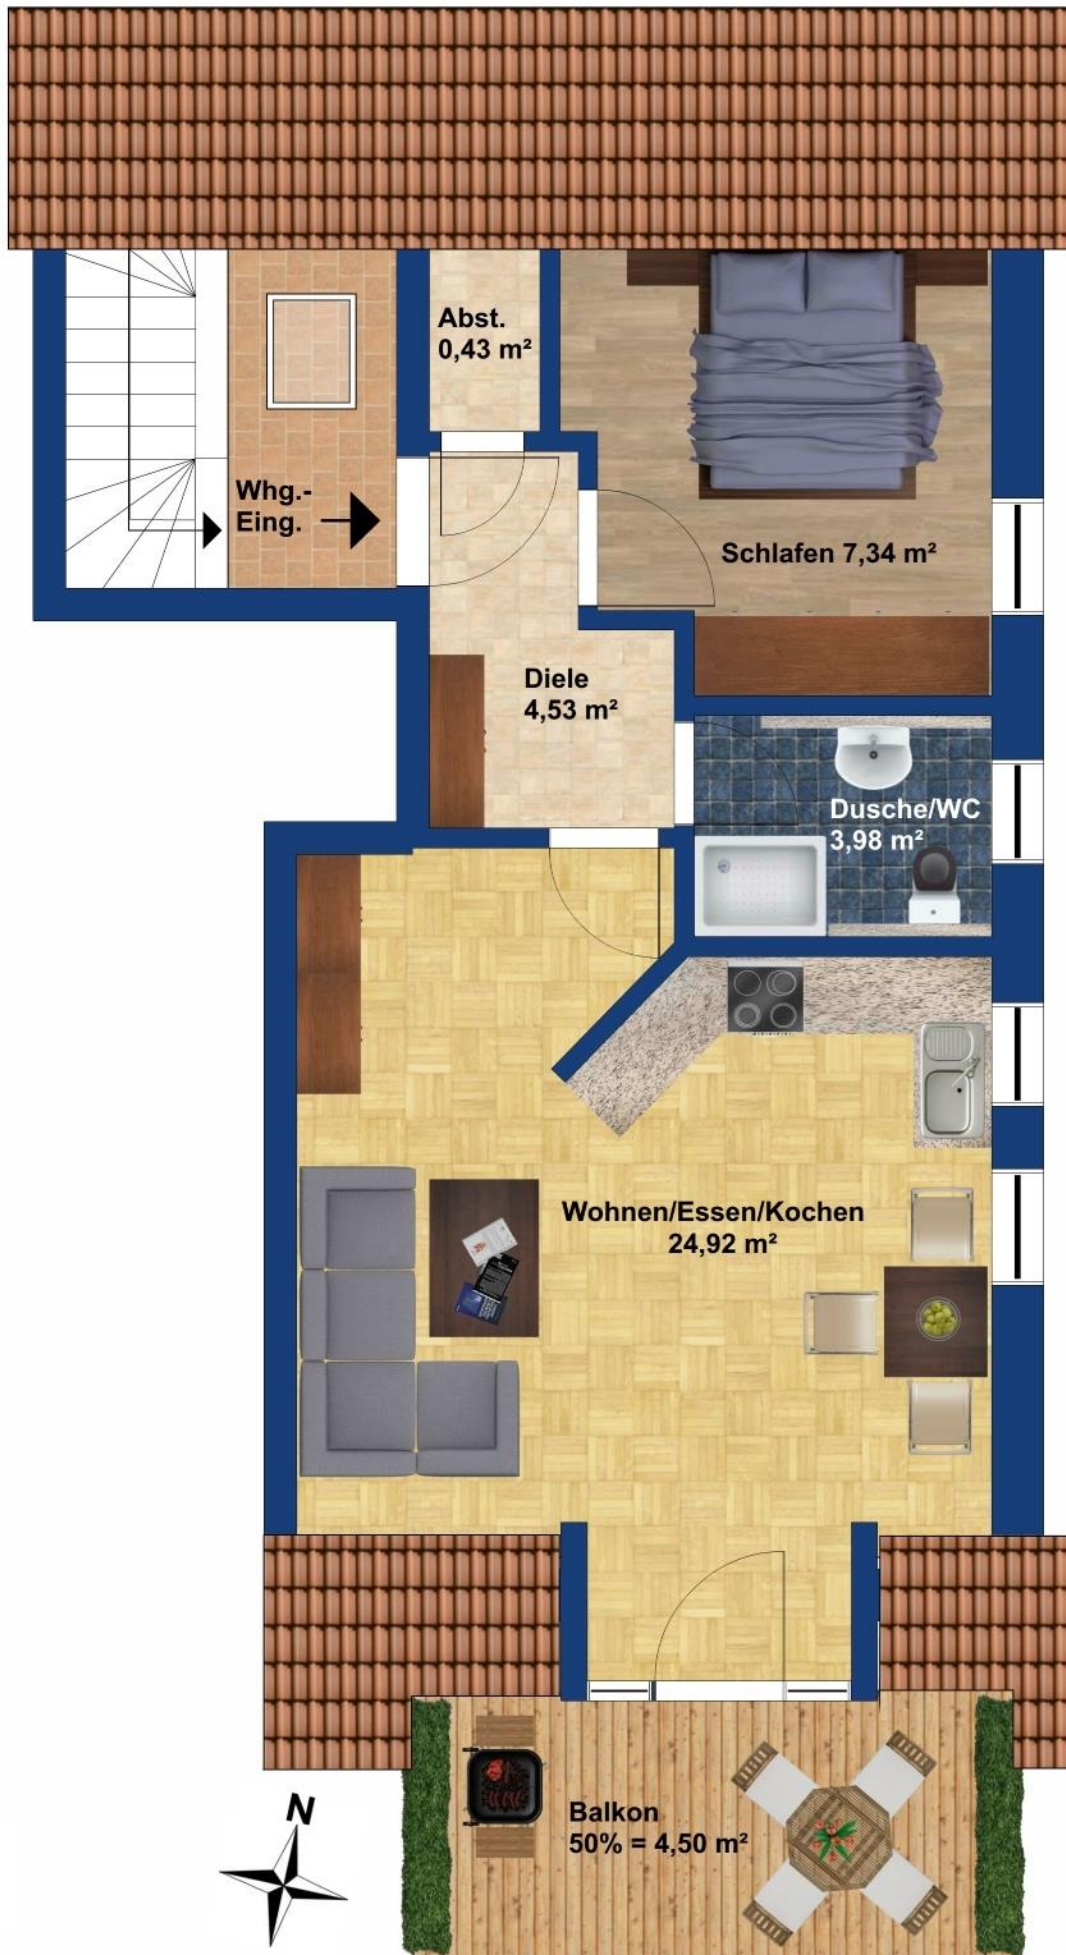 Abst.
0,43 m²
Whg.-
Eing.
Schlafen 7,34 m²
Diele
4,53 m²
Dusche/WC
3,98 m²
Wohnen/Essen/Kochen
24,92 m²
Balkon
50% = 4,50 m²
N